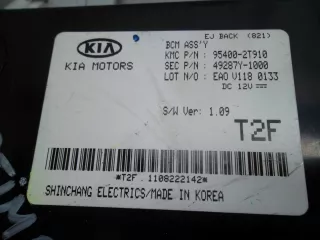 EJ BACK (821)
KIA
KIA MOTORS
BCM ASS'Y
KMC P/N : 95400-2T910
SEC P/N : 49287Y-1000
LOT N/O : EAO V118 0133
DC 12V
S/W Ver: 1.09
T2F
*T2F 1108222142*
SHINCHANG ELECTRICS/MADE IN KOREA